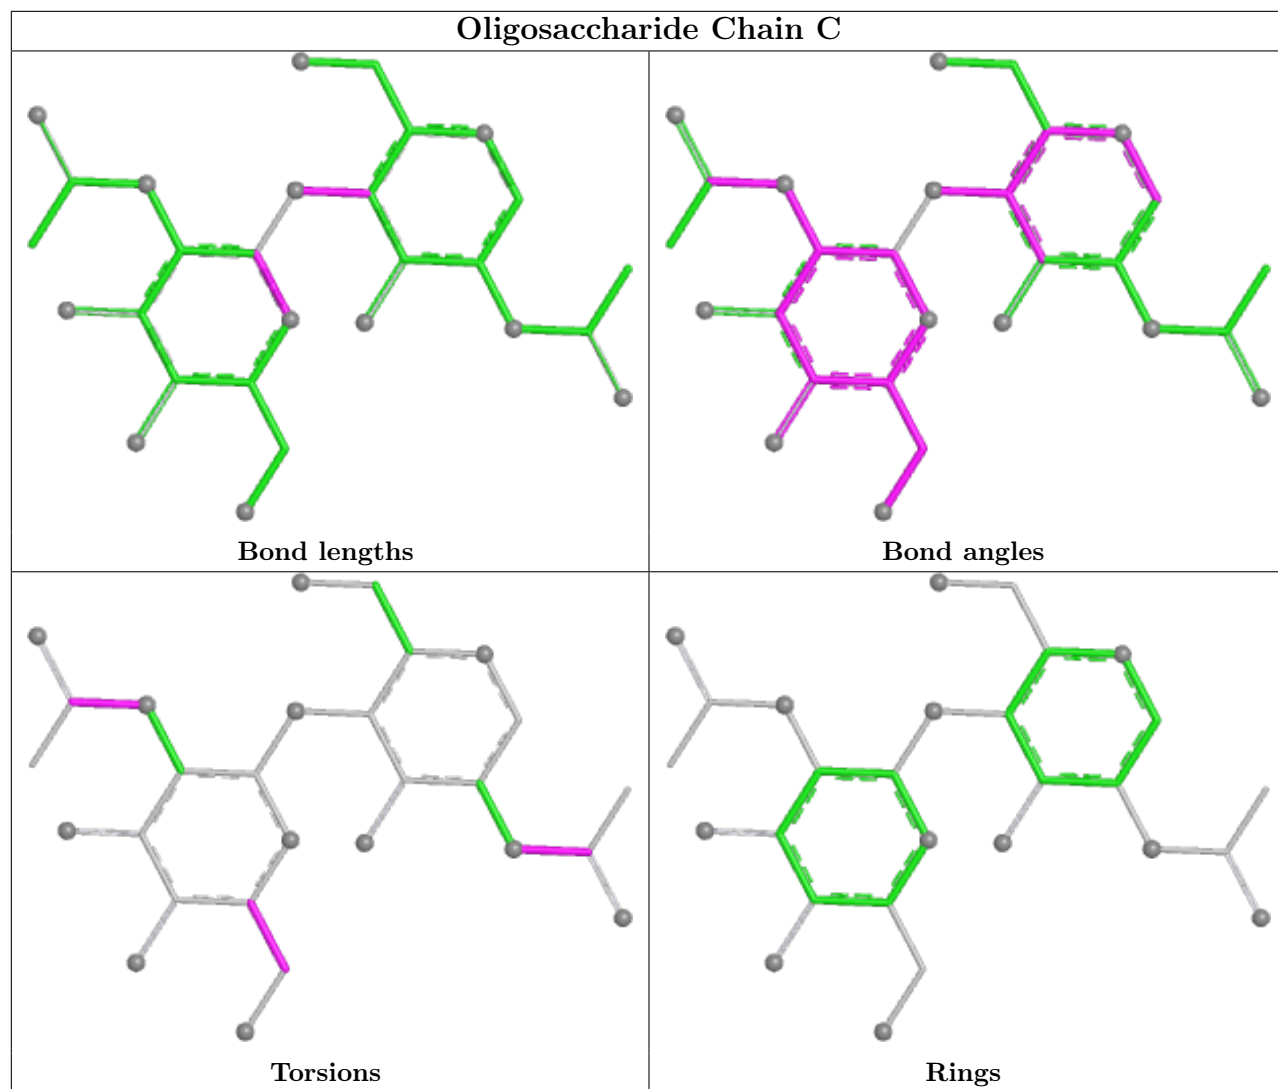 Oligosaccharide Chain C
Bond lengths
Bond angles
Torsions
Rings